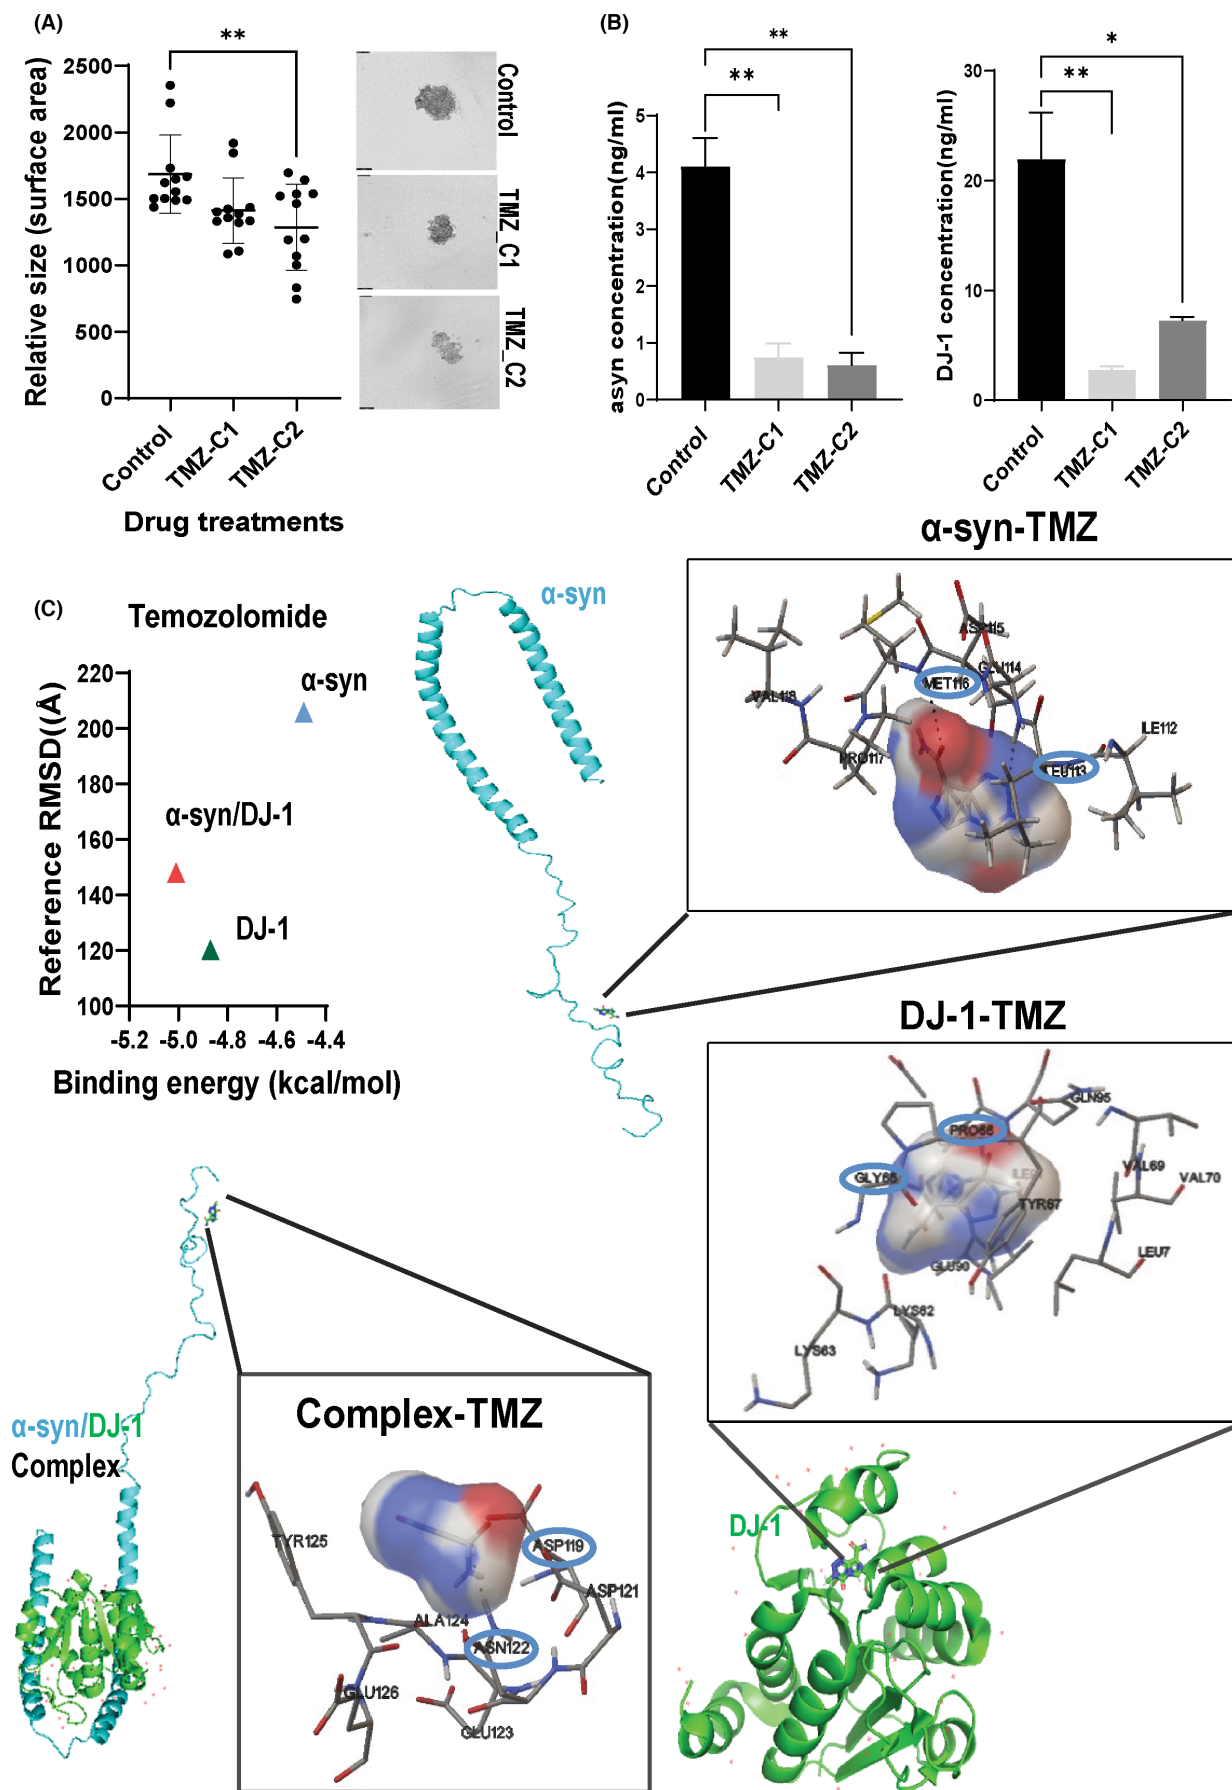 (A)
**
2500
2000
1500
1000
500
0
Relative size (surface area)
Control
TMZ-C1
TMZ-C2
Drug treatments
Control
TMZ_C1
TMZ_C2
(B)
**
**
5
4
3
2
1
0
asyn concentration(ng/ml)
Control
TMZ-C1
TMZ-C2
*
**
30
20
10
0
DJ-1 concentration(ng/ml)
Control
TMZ-C1
TMZ-C2
(C)
Temozolomide
220
200
180
160
140
120
100
Reference RMSD((Å)
α-syn
α-syn/DJ-1
DJ-1
-5.2 -5.0 -4.8 -4.6 -4.4
Binding energy (kcal/mol)
α-syn
α-syn-TMZ
ASP115
GLU114
MET116
VAL118
PRO117
ILE112
LEU113
DJ-1-TMZ
GLN95
PRO66
GLY65
VAL69
VAL70
TYR67
LEU7
GLU90
LYS62
LYS63
DJ-1
α-syn/DJ-1
Complex
Complex-TMZ
TYR125
ASP119
ASP121
ALA124
ASN122
GLU126
GLU123